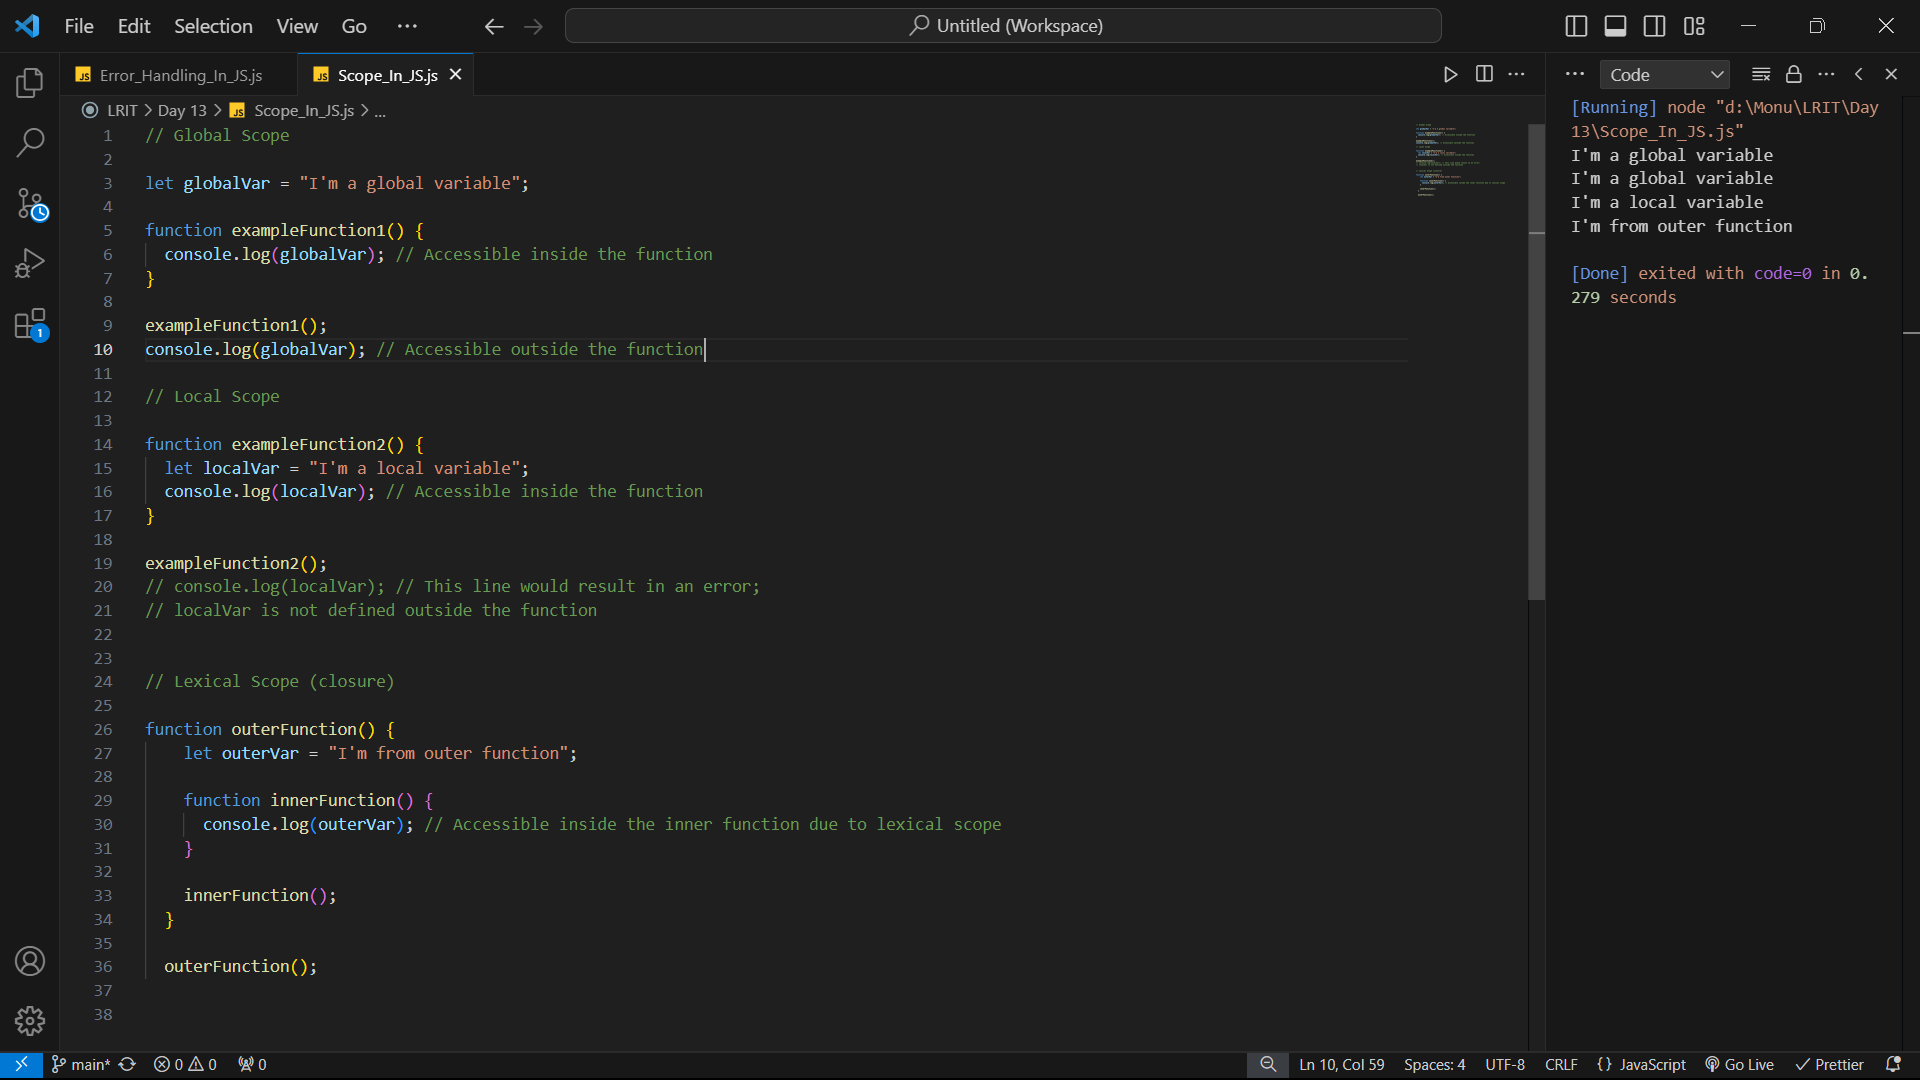 File Edit Selection View Go ··· Untitled (Workspace)
JS Error_Handling_In_JS.js
JS Scope_In_JS.js
LRIT > Day 13 > JS Scope_In_JS.js > ...
1 // Global Scope
2
3 let globalVar = "I'm a global variable";
4
5 function exampleFunction1() {
6 console.log(globalVar); // Accessible inside the function
7 }
8
9 exampleFunction1();
10 console.log(globalVar); // Accessible outside the function
11
12 // Local Scope
13
14 function exampleFunction2() {
15 let localVar = "I'm a local variable";
16 console.log(localVar); // Accessible inside the function
17 }
18
19 exampleFunction2();
20 // console.log(localVar); // This line would result in an error;
21 // localVar is not defined outside the function
22
23
24 // Lexical Scope (closure)
25
26 function outerFunction() {
27 let outerVar = "I'm from outer function";
28
29 function innerFunction() {
30 console.log(outerVar); // Accessible inside the inner function due to lexical scope
31 }
32
33 innerFunction();
34 }
35
36 outerFunction();
37
38
1
Code
[Running] node "d:\Monu\LRIT\Day
13\Scope_In_JS.js"
I'm a global variable
I'm a global variable
I'm a local variable
I'm from outer function
[Done] exited with code=0 in 0.
279 seconds
main* 0 0 0 Ln 10, Col 59 Spaces: 4 UTF-8 CRLF {} JavaScript Go Live Prettier